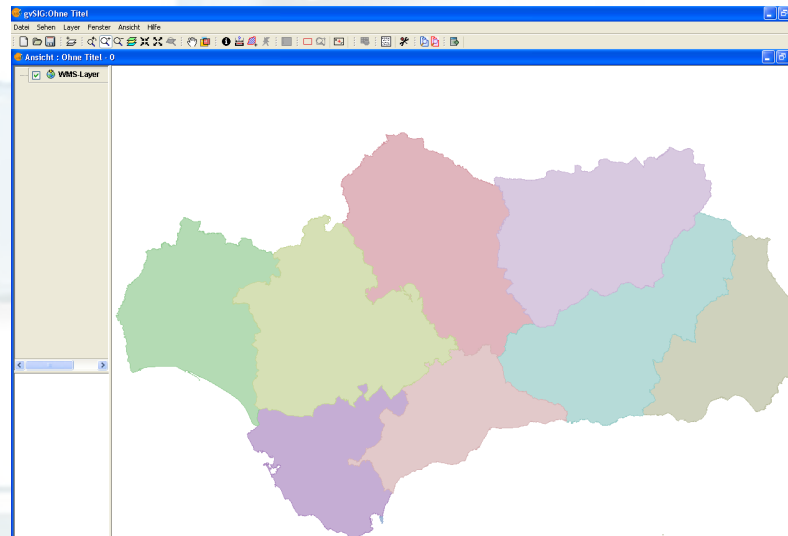 gvSIG:Ohne Titel
Datei Sehen Layer Fenster Ansicht Hilfe
Ansicht : Ohne Titel - 0
WMS-Layer